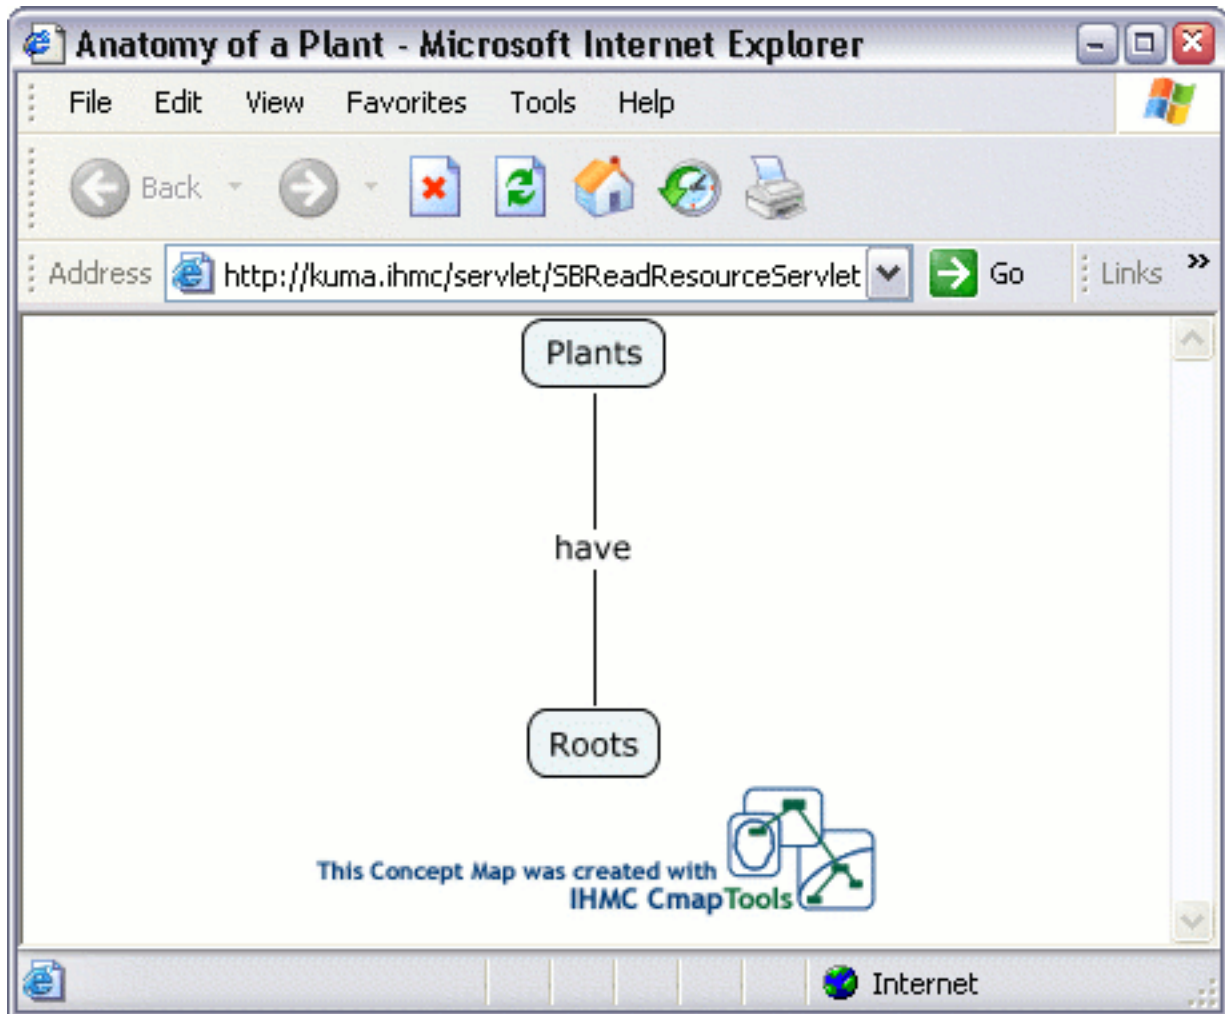 Anatomy of a Plant - Microsoft Internet Explorer
File Edit View Favorites Tools Help
Back
Address http://kuma.ihmc/servlet/SBReadResourceServlet Go Links »
Plants
have
Roots
This Concept Map was created with
IHMC CmapTools
Internet